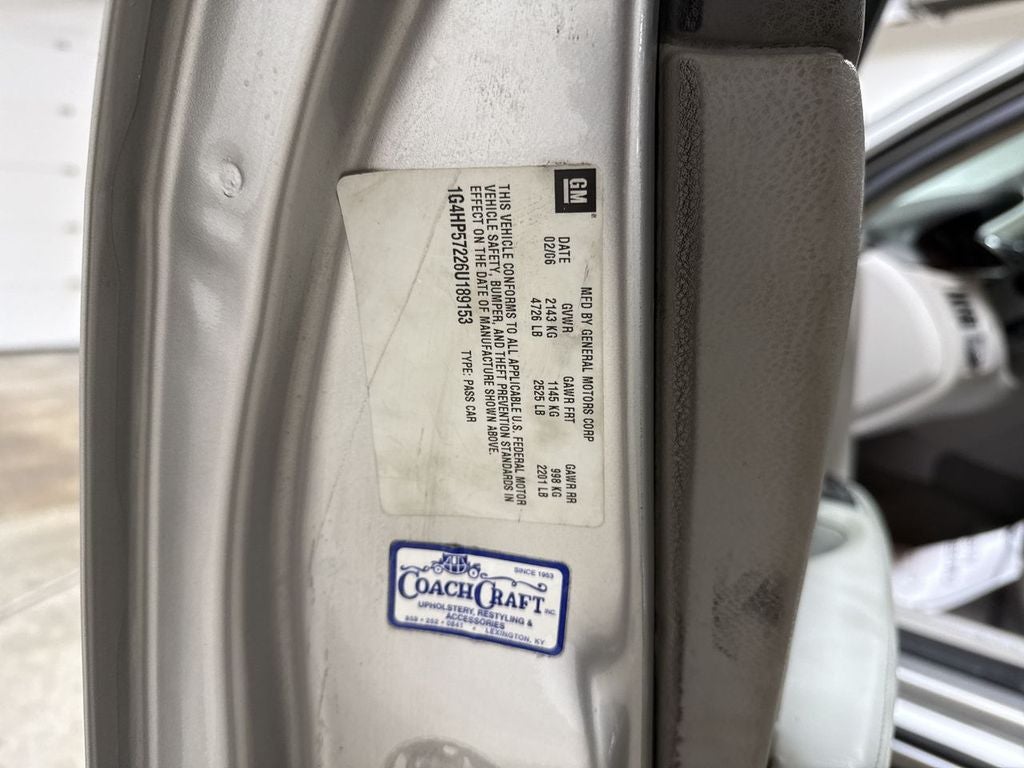 GM
MFD BY GENERAL MOTORS CORP
DATE GVWR GAWR FRT GAWR RR
02/06 2143 KG 1145 KG 998 KG
4726 LB 2525 LB 2201 LB
THIS VEHICLE CONFORMS TO ALL APPLICABLE U.S. FEDERAL MOTOR
VEHICLE SAFETY, BUMPER, AND THEFT PREVENTION STANDARDS IN
EFFECT ON THE DATE OF MANUFACTURE SHOWN ABOVE.
1G4HP57226U189153 TYPE: PASS CAR
SINCE 1953
COACHCRAFT INC.
UPHOLSTERY, RESTYLING &
ACCESSORIES
LEXINGTON, KY